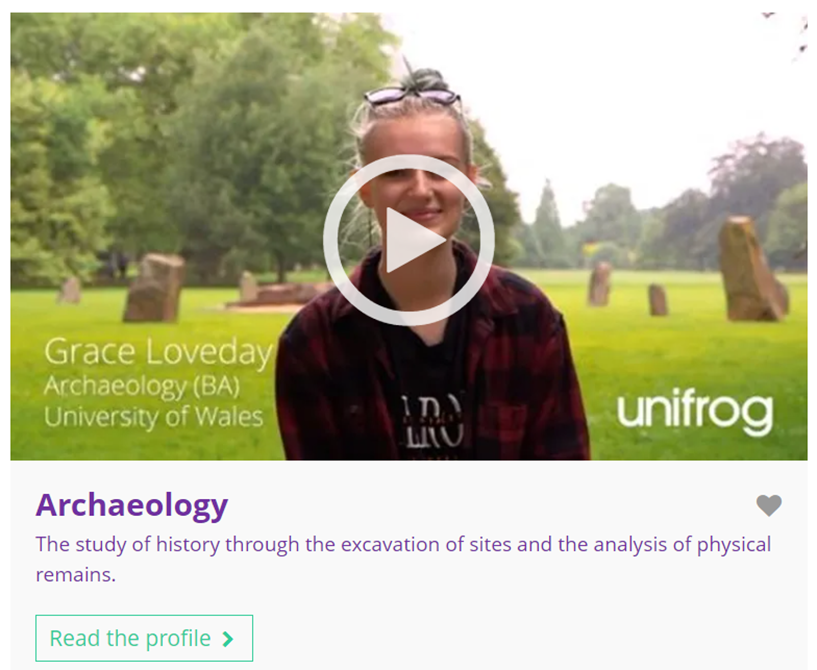 Grace Loveday
Archaeology (BA)
University of Wales
unifrog
Archaeology
The study of history through the excavation of sites and the analysis of physical
remains.
Read the profile